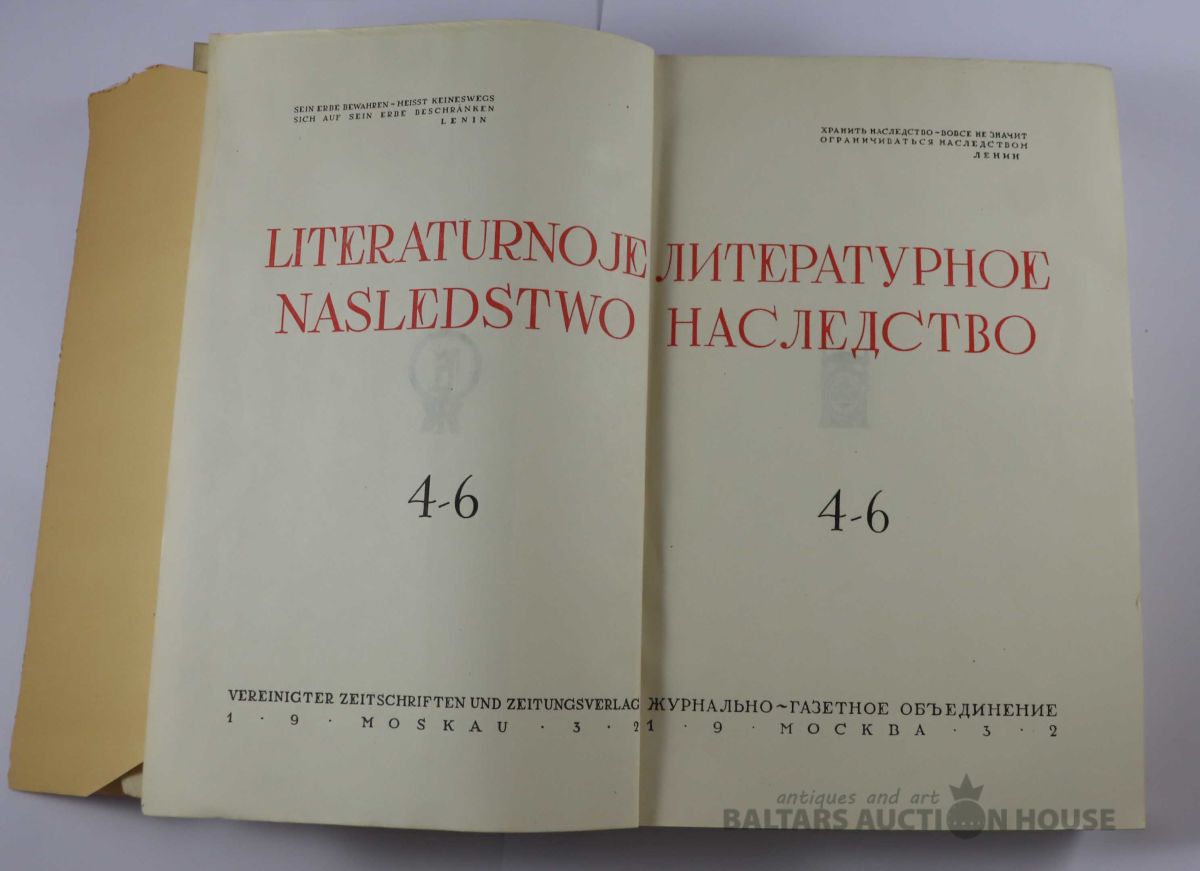 SEIN ERBE BEWAHREN ~ HEISST KEINESWEGS
SICH AUF SEIN ERBE BESCHRÄNKEN
LENIN
LITERATURNOJE
NASLEDSTWO
4-6
VEREINIGTER ZEITSCHRIFTEN UND ZEITUNGSVERLAG
1 · 9 · MOSKAU · 3 · 2
ХРАНИТЬ НАСЛЕДСТВО ~ ВОВСЕ НЕ ЗНАЧИТ
ОГРАНИЧИВАТЬСЯ НАСЛЕДСТВОМ
ЛЕНИН
ЛИТЕРАТУРНОЕ
НАСЛЕДСТВО
4-6
ЖУРНАЛЬНО ~ ГАЗЕТНОЕ ОБЪЕДИНЕНИЕ
1 · 9 · МОСКВА · 3 · 2
antiques and art
BALTARS AUCTION HOUSE